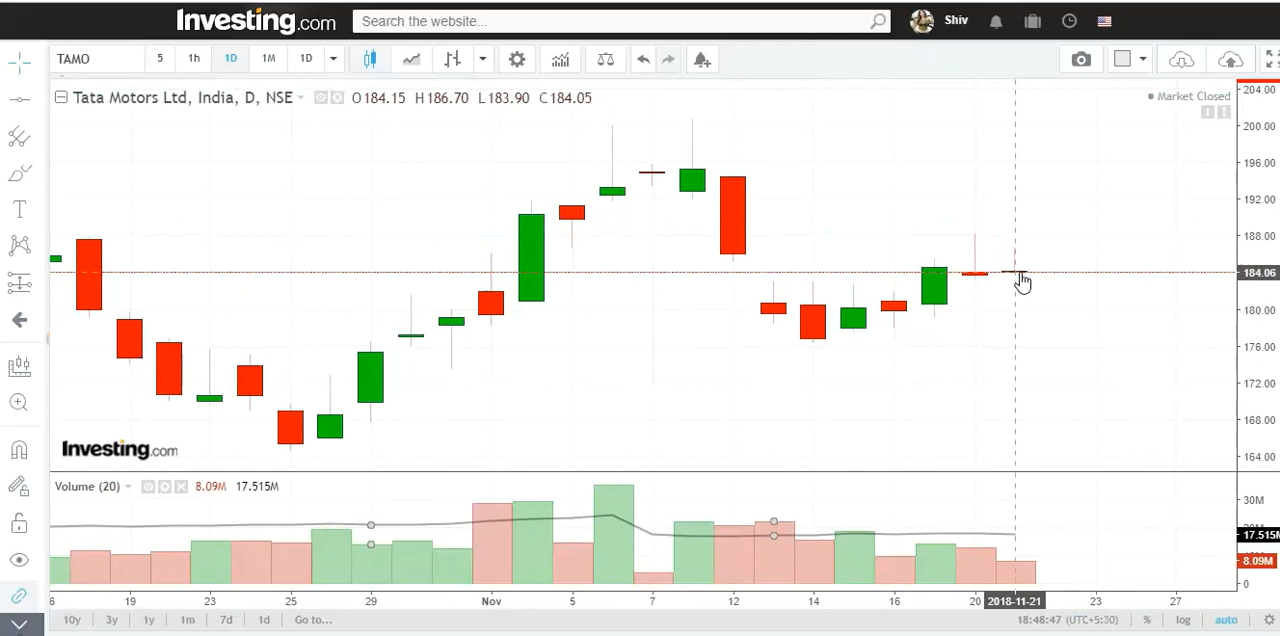 Investing.com Search the website... Shiv
TAMO 5 1h 1D 1M 1D
Tata Motors Ltd, India, D, NSE O184.15 H186.70 L183.90 C184.05
Market Closed
204.00
200.00
196.00
192.00
188.00
184.06
180.00
176.00
172.00
168.00
164.00
Investing.com
Volume (20) 8.09M 17.515M
30M
17.515M
8.09M
0
6 19 23 25 29 Nov 5 7 12 14 16 20 2018-11-21 23 27
10y 3y 1y 1m 7d 1d Go to... 18:48:47 (UTC+5:30) % log auto